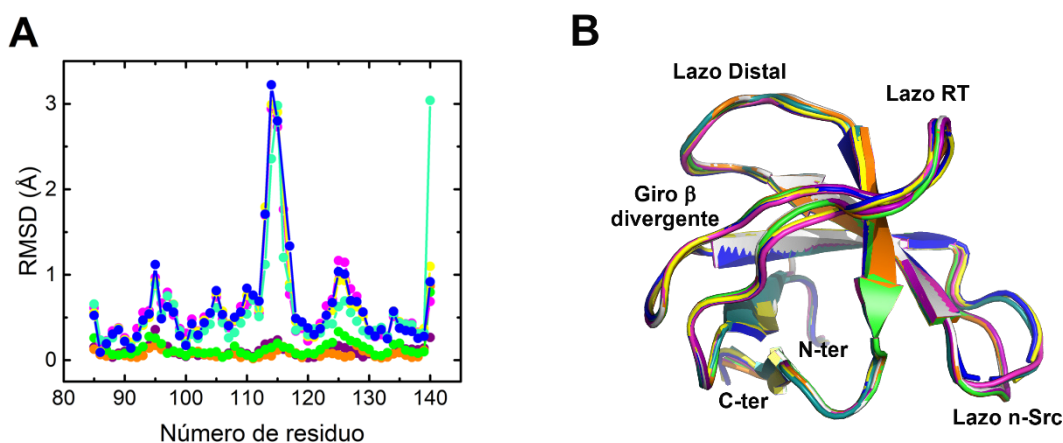 A
RMSD (Å)
3
2
1
0
80
90
100
110
120
130
140
Número de residuo
B
Lazo Distal
Lazo RT
Giro β
divergente
N-ter
C-ter
Lazo n-Src